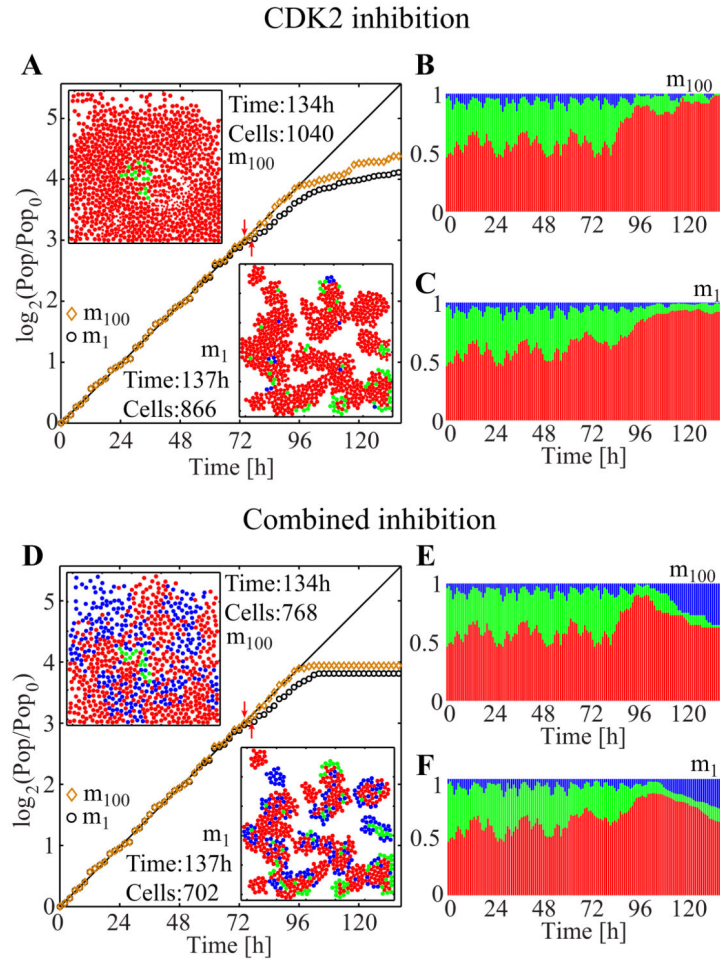 CDK2 inhibition
A
5
4
3
2
1
0
log2(Pop/Pop0)
Time:134h
Cells:1040
m100
m100
m1
m1
Time:137h
Cells:866
24 48 72 96 120
Time [h]
B
m100
1
0.5
0
0 24 48 72 96 120
C
m1
1
0.5
0
0 24 48 72 96 120
Time [h]
Combined inhibition
D
5
4
3
2
1
0
log2(Pop/Pop0)
Time:134h
Cells:768
m100
m100
m1
m1
Time:137h
Cells:702
0 24 48 72 96 120
Time [h]
E
m100
1
0.5
0
0 24 48 72 96 120
F
m1
1
0.5
0
0 24 48 72 96 120
Time [h]